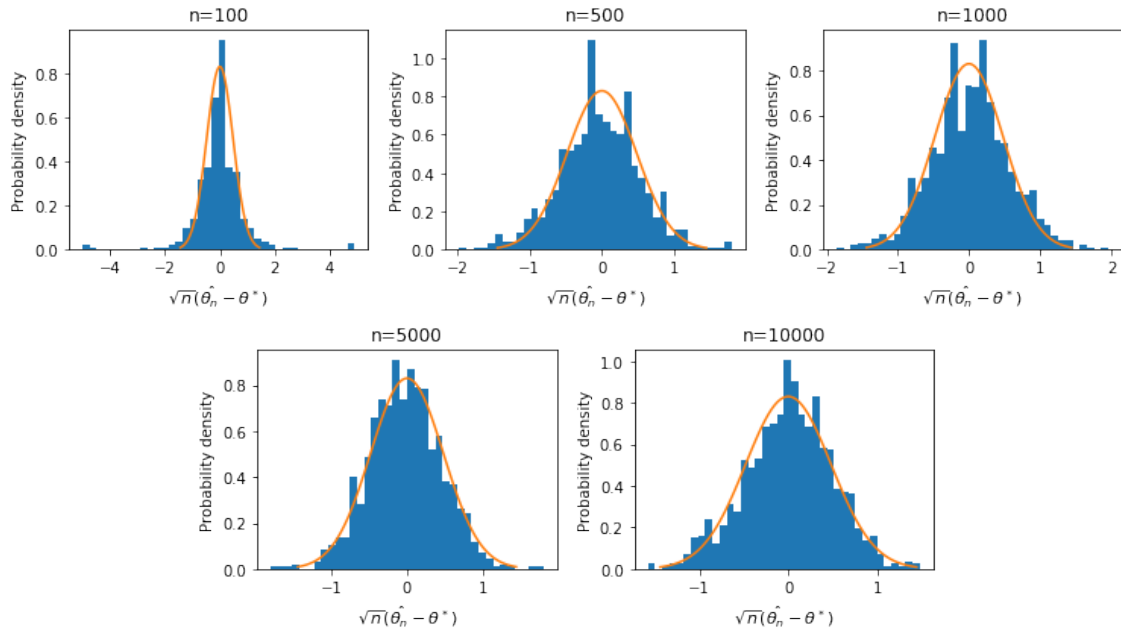 n=100
Probability density
0.8
0.6
0.4
0.2
0.0
−4 −2 0 2 4
√n(θ̂ₙ − θ*)
n=500
Probability density
1.0
0.8
0.6
0.4
0.2
0.0
−2 −1 0 1
√n(θ̂ₙ − θ*)
n=1000
Probability density
0.8
0.6
0.4
0.2
0.0
−2 −1 0 1 2
√n(θ̂ₙ − θ*)
n=5000
Probability density
0.8
0.6
0.4
0.2
0.0
−1 0 1
√n(θ̂ₙ − θ*)
n=10000
Probability density
1.0
0.8
0.6
0.4
0.2
0.0
−1 0 1
√n(θ̂ₙ − θ*)